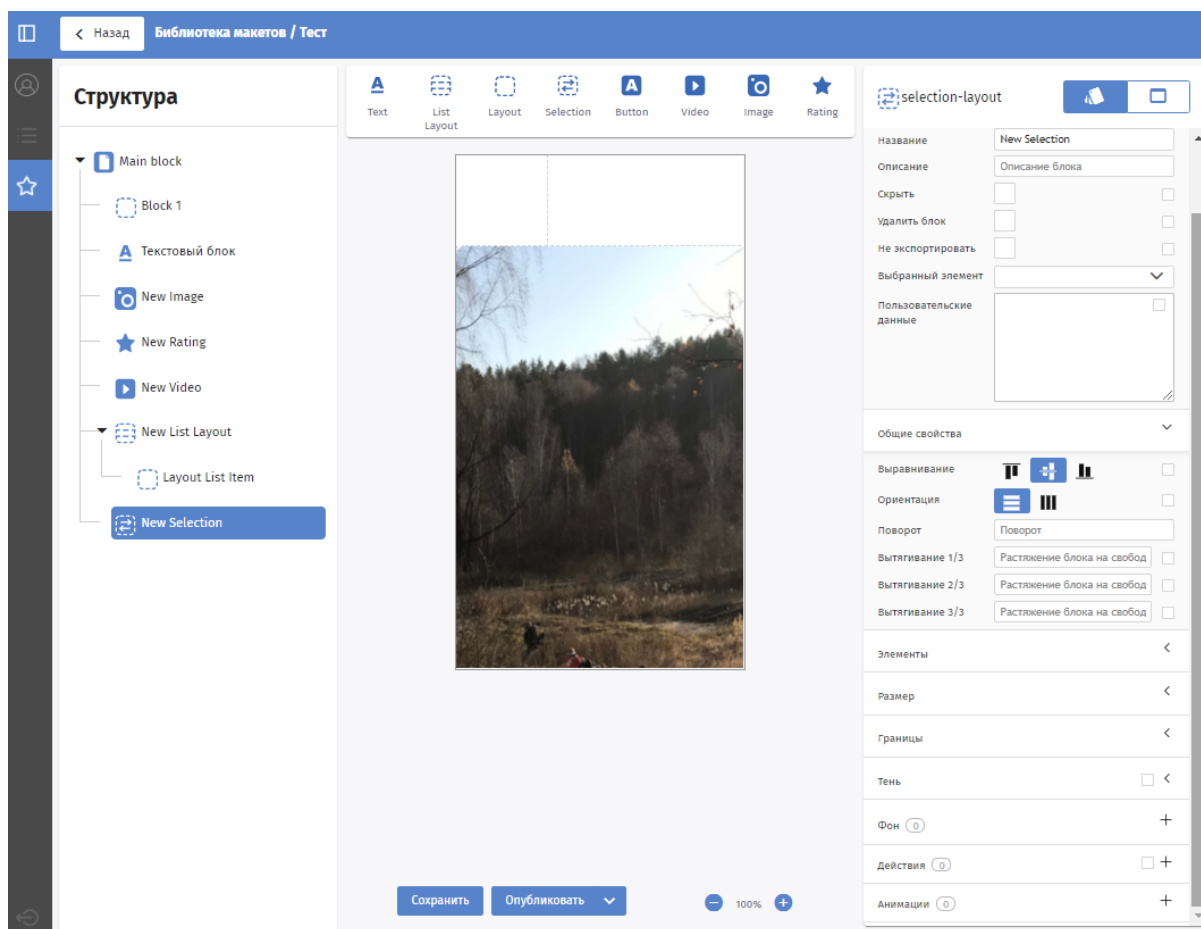 Назад
Библиотека макетов / Тест
Структура
Main block
Block 1
Текстовый блок
New Image
New Rating
New Video
New List Layout
Layout List Item
New Selection
Text
List
Layout
Layout
Selection
Button
Video
Image
Rating
Сохранить
Опубликовать
100%
selection-layout
Название
New Selection
Описание
Описание блока
Скрыть
Удалить блок
Не экспортировать
Выбранный элемент
Пользовательские
данные
Общие свойства
Выравнивание
Ориентация
Поворот
Поворот
Вытягивание 1/3
Растяжение блока на свобод
Вытягивание 2/3
Растяжение блока на свобод
Вытягивание 3/3
Растяжение блока на свобод
Элементы
Размер
Границы
Тень
Фон 0
Действия 0
Анимации 0